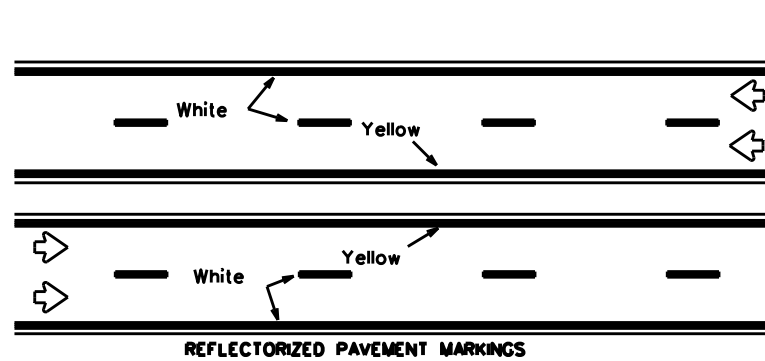 White
Yellow
Yellow
White
REFLECTORIZED PAVEMENT MARKINGS